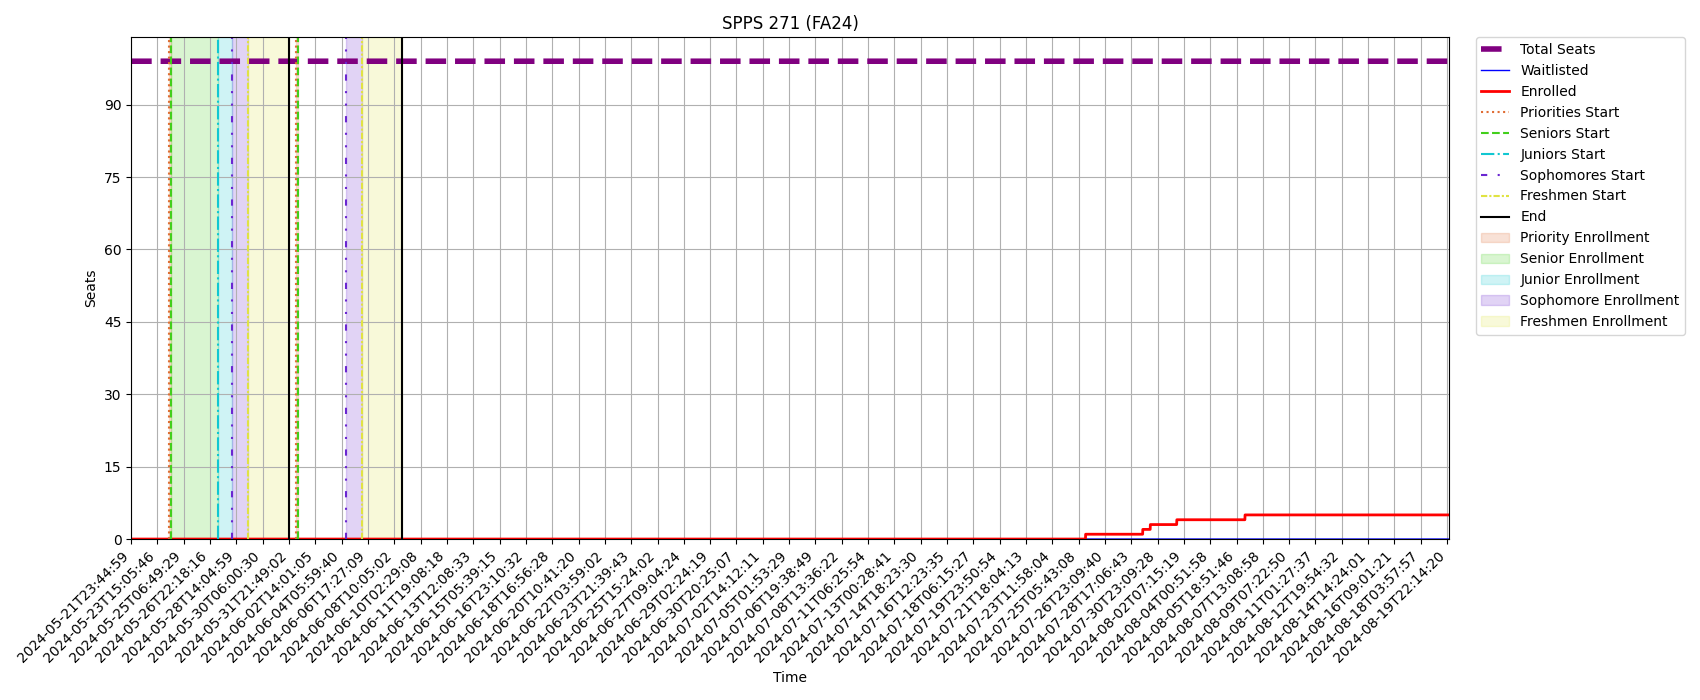 SPPS 271 (FA24)
Seats
90
75
60
45
30
15
0
2024-05-21T23:44:59
2024-05-23T15:05:46
2024-05-25T06:49:29
2024-05-26T22:18:16
2024-05-28T14:04:59
2024-05-30T06:00:30
2024-05-31T21:49:02
2024-06-02T14:01:05
2024-06-04T05:59:40
2024-06-06T17:27:09
2024-06-08T10:05:02
2024-06-10T02:29:08
2024-06-11T19:08:18
2024-06-13T12:08:33
2024-06-15T05:39:15
2024-06-16T23:10:32
2024-06-18T16:56:28
2024-06-20T10:41:20
2024-06-22T03:59:02
2024-06-23T21:39:43
2024-06-25T15:24:02
2024-06-27T09:04:24
2024-06-29T02:24:19
2024-06-30T20:25:07
2024-07-02T14:12:11
2024-07-05T01:53:29
2024-07-06T19:38:49
2024-07-08T13:36:22
2024-07-11T06:25:54
2024-07-13T00:28:41
2024-07-14T18:23:30
2024-07-16T12:23:35
2024-07-18T06:15:27
2024-07-19T23:50:54
2024-07-21T18:04:13
2024-07-23T11:58:04
2024-07-25T05:43:08
2024-07-26T23:09:40
2024-07-28T17:06:43
2024-07-30T23:09:28
2024-08-02T07:15:19
2024-08-04T00:51:58
2024-08-05T18:51:46
2024-08-07T13:08:58
2024-08-09T07:22:50
2024-08-11T01:27:37
2024-08-12T19:54:32
2024-08-14T14:24:01
2024-08-16T09:01:21
2024-08-18T03:57:57
2024-08-19T22:14:20
Time
Total Seats
Waitlisted
Enrolled
Priorities Start
Seniors Start
Juniors Start
Sophomores Start
Freshmen Start
End
Priority Enrollment
Senior Enrollment
Junior Enrollment
Sophomore Enrollment
Freshmen Enrollment